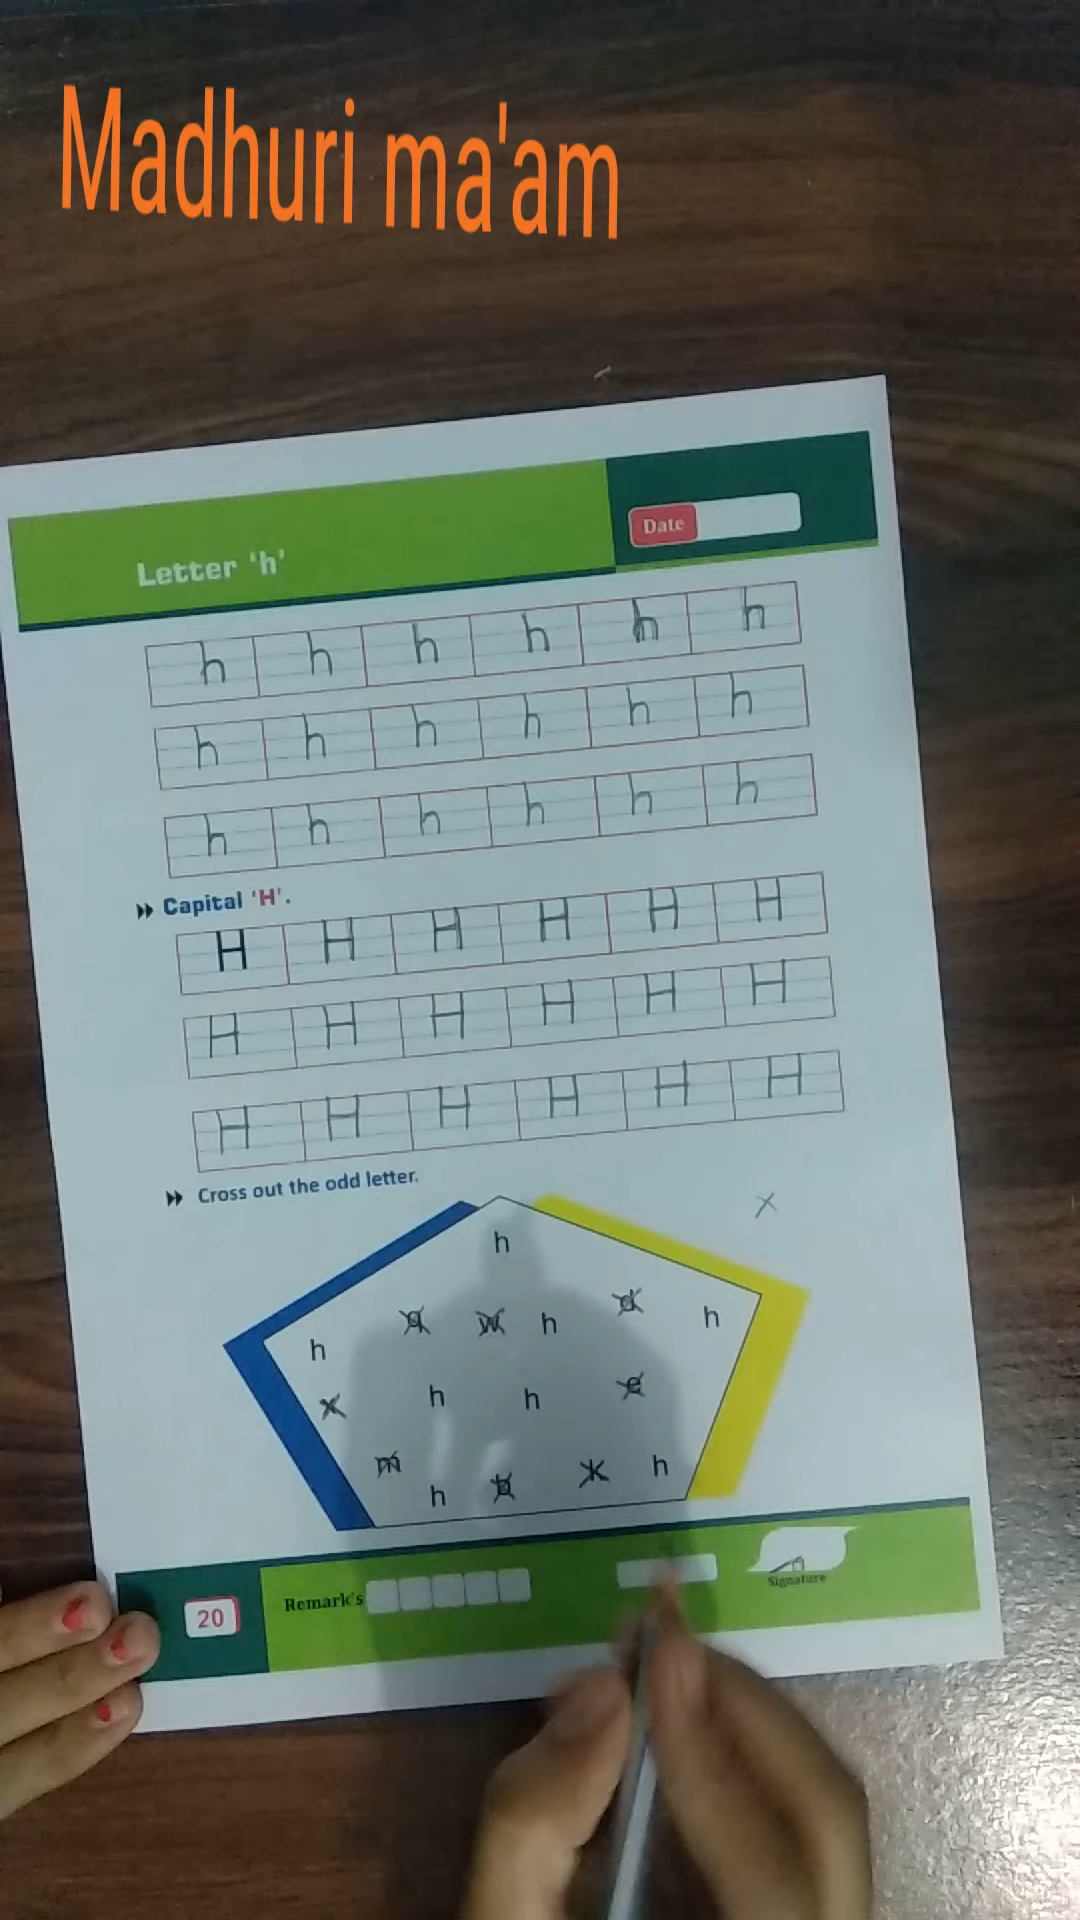 Madhuri ma'am
Date
Letter 'h'
h h h h h h
h h h h h h
h h h h h h
Capital 'H'.
H H H H H H
H H H H H H
H H H H H H
Cross out the odd letter.
x
h
q w h d h
h
x h h e
m h b x h
20 Remark's Signature